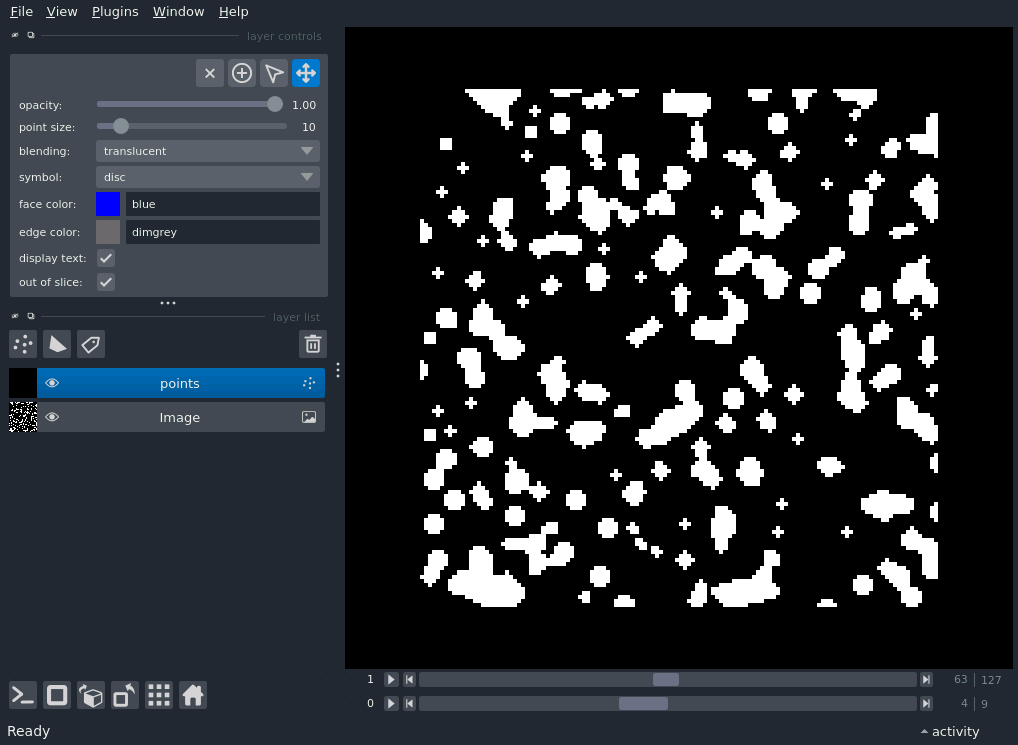 File View Plugins Window Help
layer controls
opacity: 1.00
point size: 10
blending: translucent
symbol: disc
face color: blue
edge color: dimgrey
display text:
out of slice:
layer list
points
Image
1 63 127
0 4 9
Ready activity